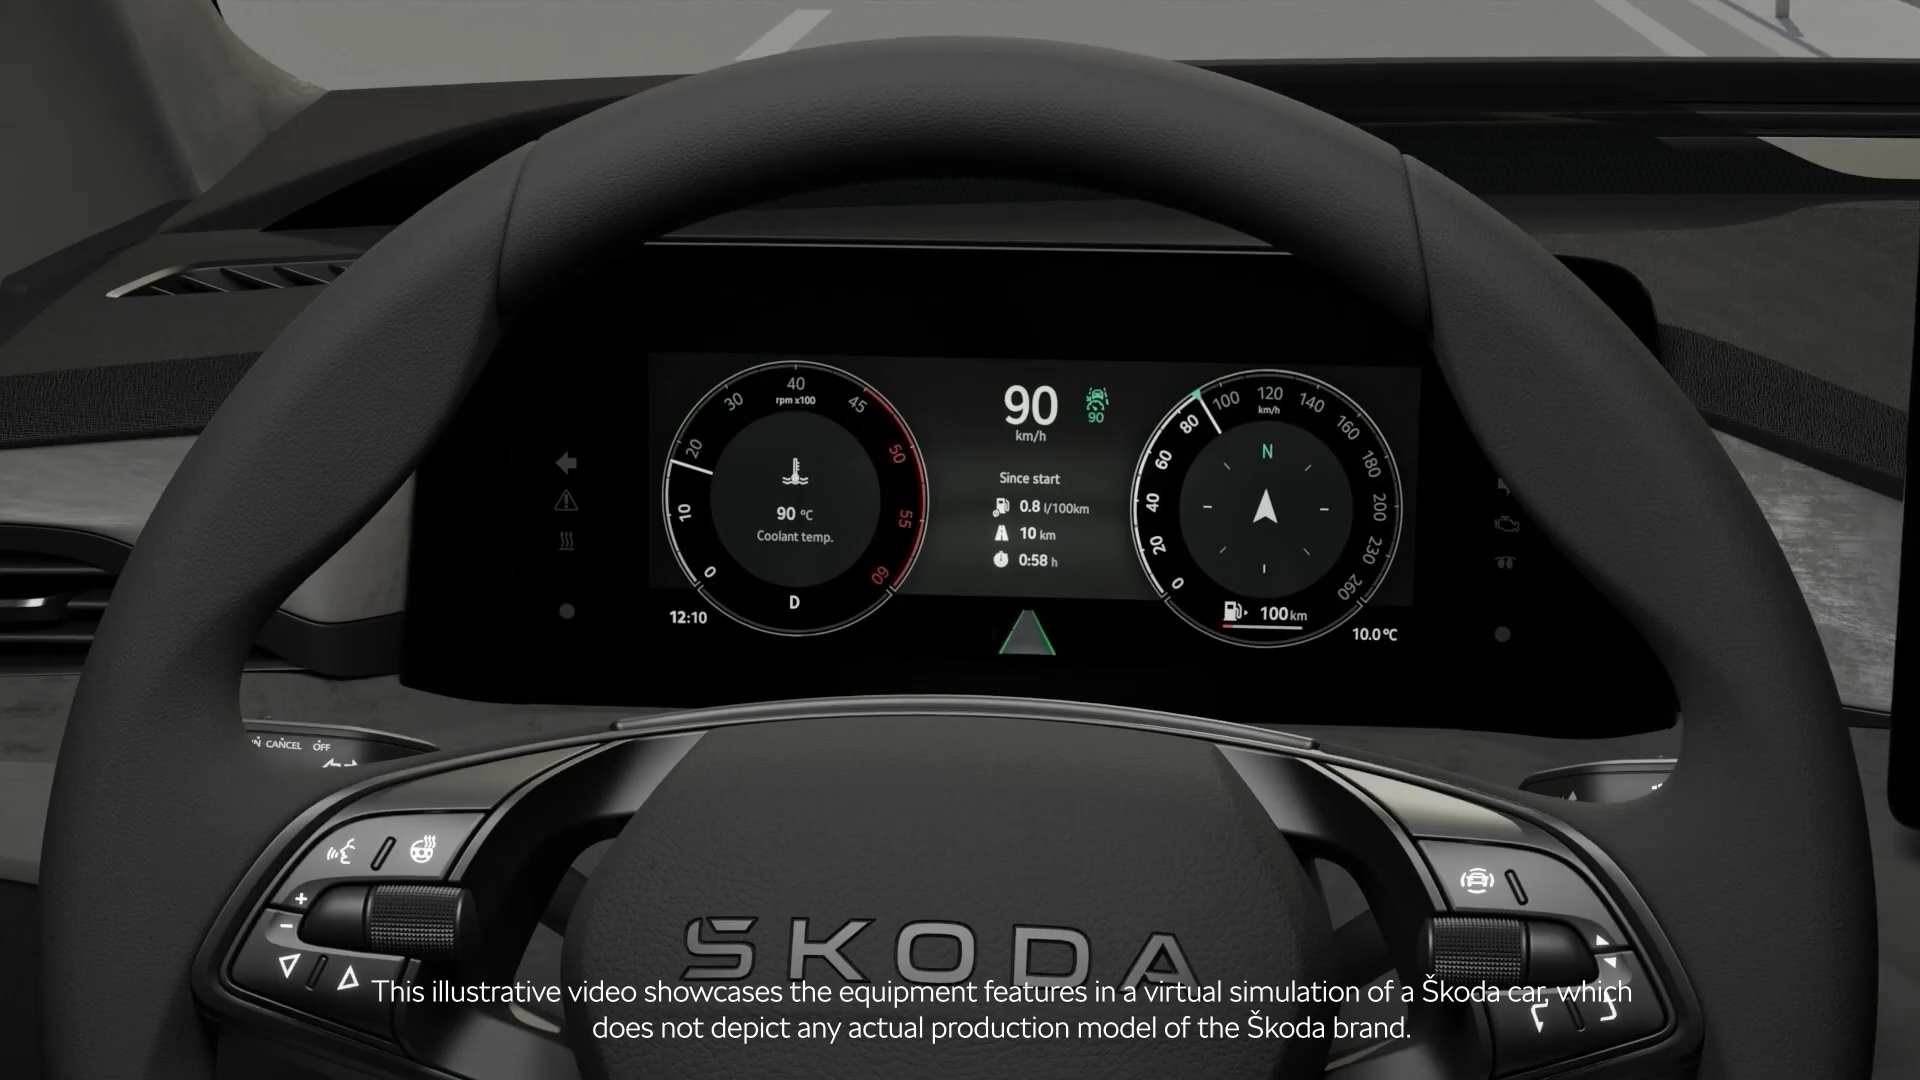 40
rpm x100
30
45
20
50
10
55
0
60
90 °C
Coolant temp.
D
12:10
90
km/h
90
Since start
0.8 l/100km
10 km
0:58 h
120
km/h
100
140
80
160
60
180
40
200
20
230
0
260
N
100 km
10.0°C
CANCEL OFF
ŠKODA
This illustrative video showcases the equipment features in a virtual simulation of a Škoda car, which
does not depict any actual production model of the Škoda brand.